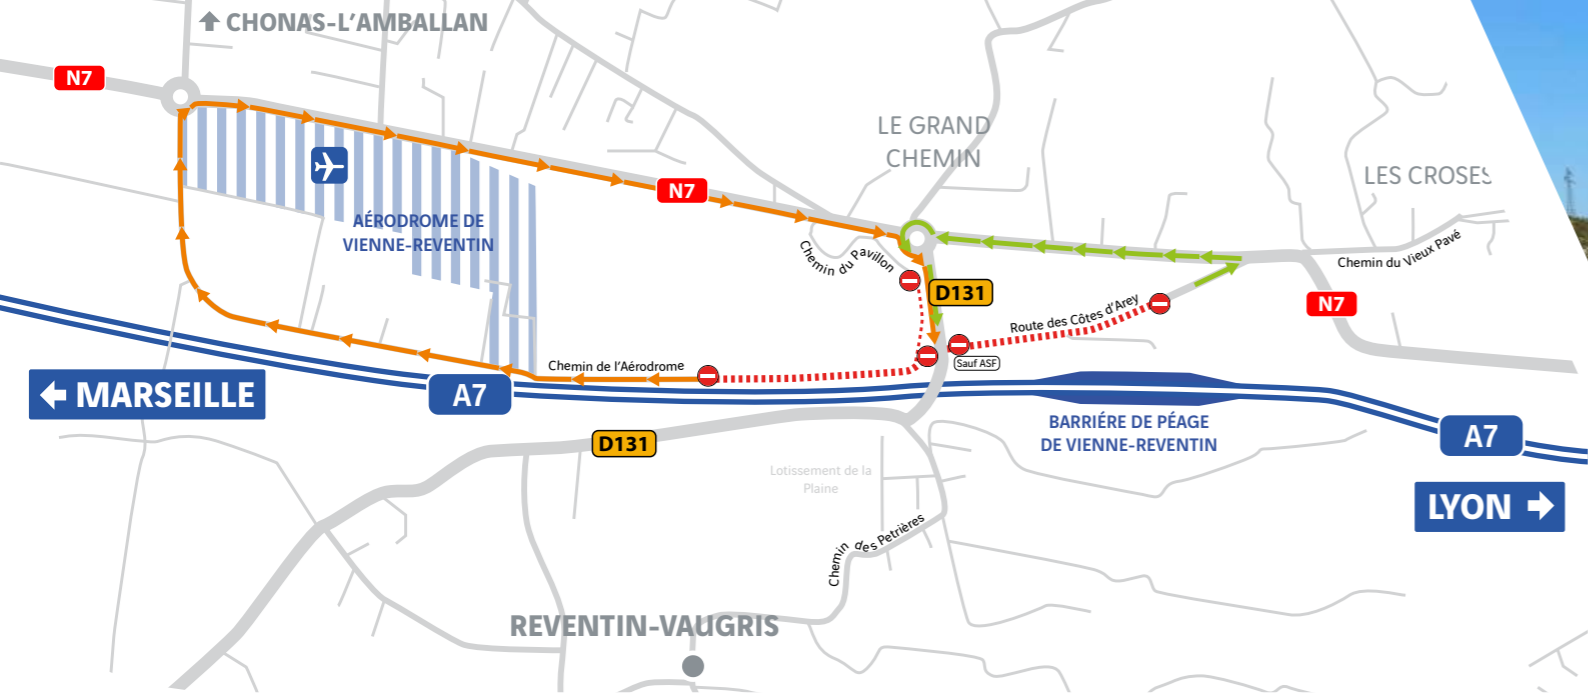 CHONAS-L'AMBALLAN
N7
LE GRAND
CHEMIN
LES CROSES
N7
AÉRODROME DE
VIENNE-REVENTIN
Chemin du Pavillon
Chemin du Vieux Pavé
D131
N7
Route des Côtes d'Arey
Sauf ASF
Chemin de l'Aérodrome
MARSEILLE
A7
BARRIÉRE DE PÉAGE
DE VIENNE-REVENTIN
A7
D131
Lotissement de la
Plaine
LYON
Chemin des Petrières
REVENTIN-VAUGRIS